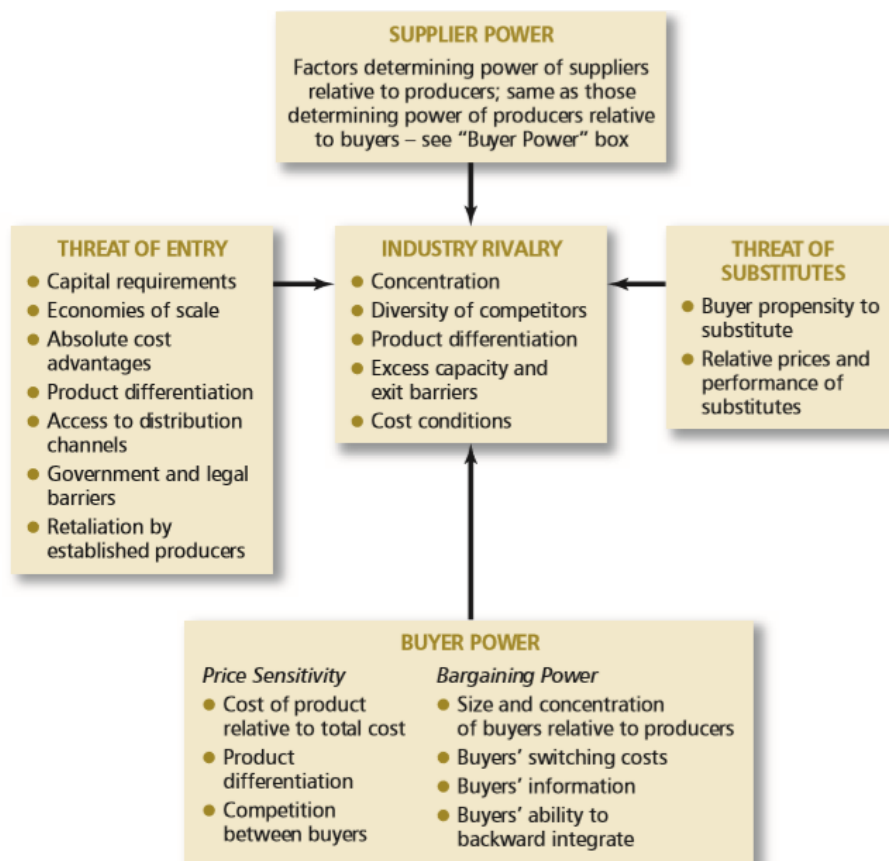 SUPPLIER POWER
Factors determining power of suppliers
relative to producers; same as those
determining power of producers relative
to buyers – see “Buyer Power” box
THREAT OF ENTRY
● Capital requirements
● Economies of scale
● Absolute cost
advantages
● Product differentiation
● Access to distribution
channels
● Government and legal
barriers
● Retaliation by
established producers
INDUSTRY RIVALRY
● Concentration
● Diversity of competitors
● Product differentiation
● Excess capacity and
exit barriers
● Cost conditions
THREAT OF
SUBSTITUTES
● Buyer propensity to
substitute
● Relative prices and
performance of
substitutes
BUYER POWER
Price Sensitivity
● Cost of product
relative to total cost
● Product
differentiation
● Competition
between buyers
Bargaining Power
● Size and concentration
of buyers relative to producers
● Buyers’ switching costs
● Buyers’ information
● Buyers’ ability to
backward integrate